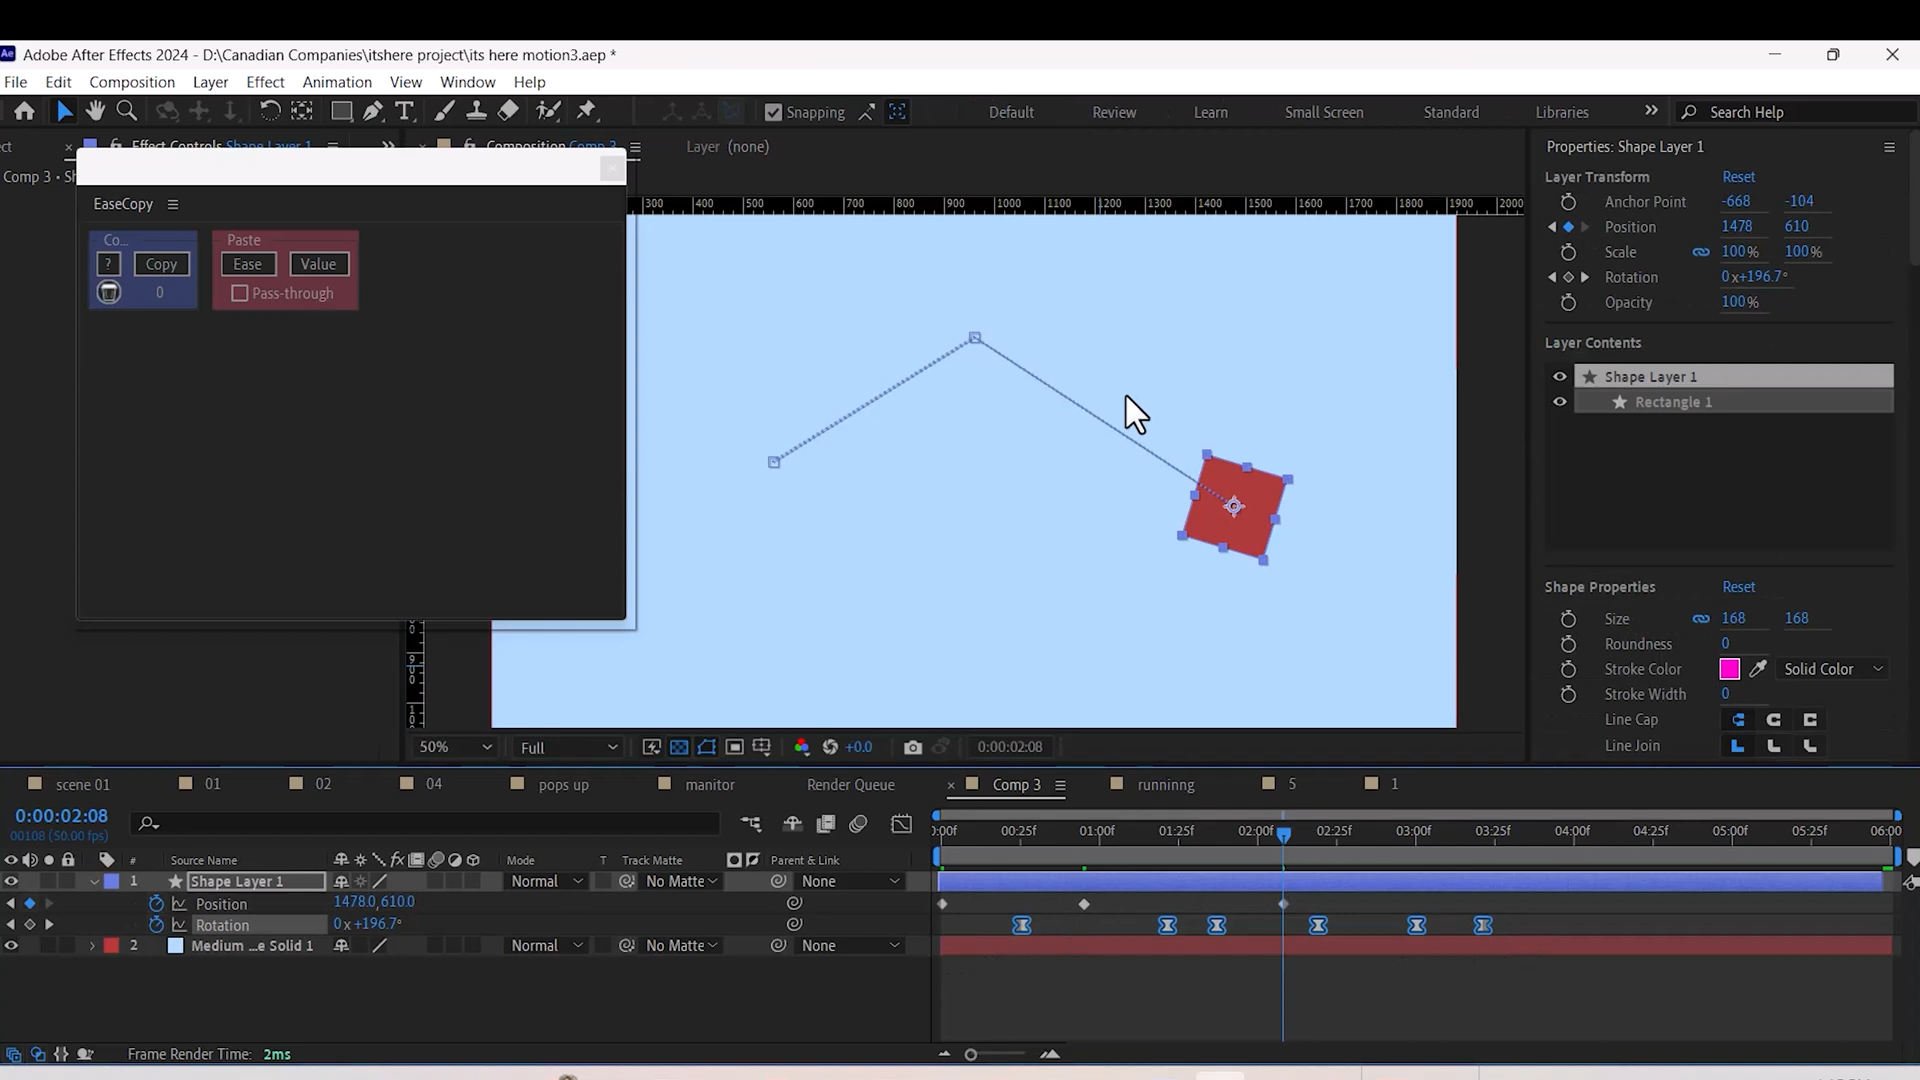 Ae Adobe After Effects 2024 - D:\Canadian Companies\itshere project\its here motion3.aep *
File Edit Composition Layer Effect Animation View Window Help
Snapping Default Review Learn Small Screen Standard Libraries Search Help
Effect Controls Shape Layer 1
Composition Comp 3 Layer (none)
Comp 3
EaseCopy
Co... Paste
? Copy Ease Value
0 Pass-through
300 400 500 600 700 800 900 1000 1100 1200 1300 1400 1500 1600 1700 1800 1900 2000
50% Full +0.0 0:00:02:08
Properties: Shape Layer 1
Layer Transform Reset
Anchor Point -668 -104
Position 1478 610
Scale 100% 100%
Rotation 0x+196.7°
Opacity 100%
Layer Contents
Shape Layer 1
Rectangle 1
Shape Properties Reset
Size 168 168
Roundness 0
Stroke Color Solid Color
Stroke Width 0
Line Cap
Line Join
scene 01 01 02 04 pops up manitor Render Queue Comp 3 runinng 5 1
0:00:02:08
00108 (50.00 fps)
:00f 00:25f 01:00f 01:25f 02:00f 02:25f 03:00f 03:25f 04:00f 04:25f 05:00f 05:25f 06:00
# Source Name fx Mode T Track Matte Parent & Link
1 Shape Layer 1 Normal No Matte None
Position 1478.0,610.0
Rotation 0x+196.7°
2 Medium ...e Solid 1 Normal No Matte None
Frame Render Time: 2ms